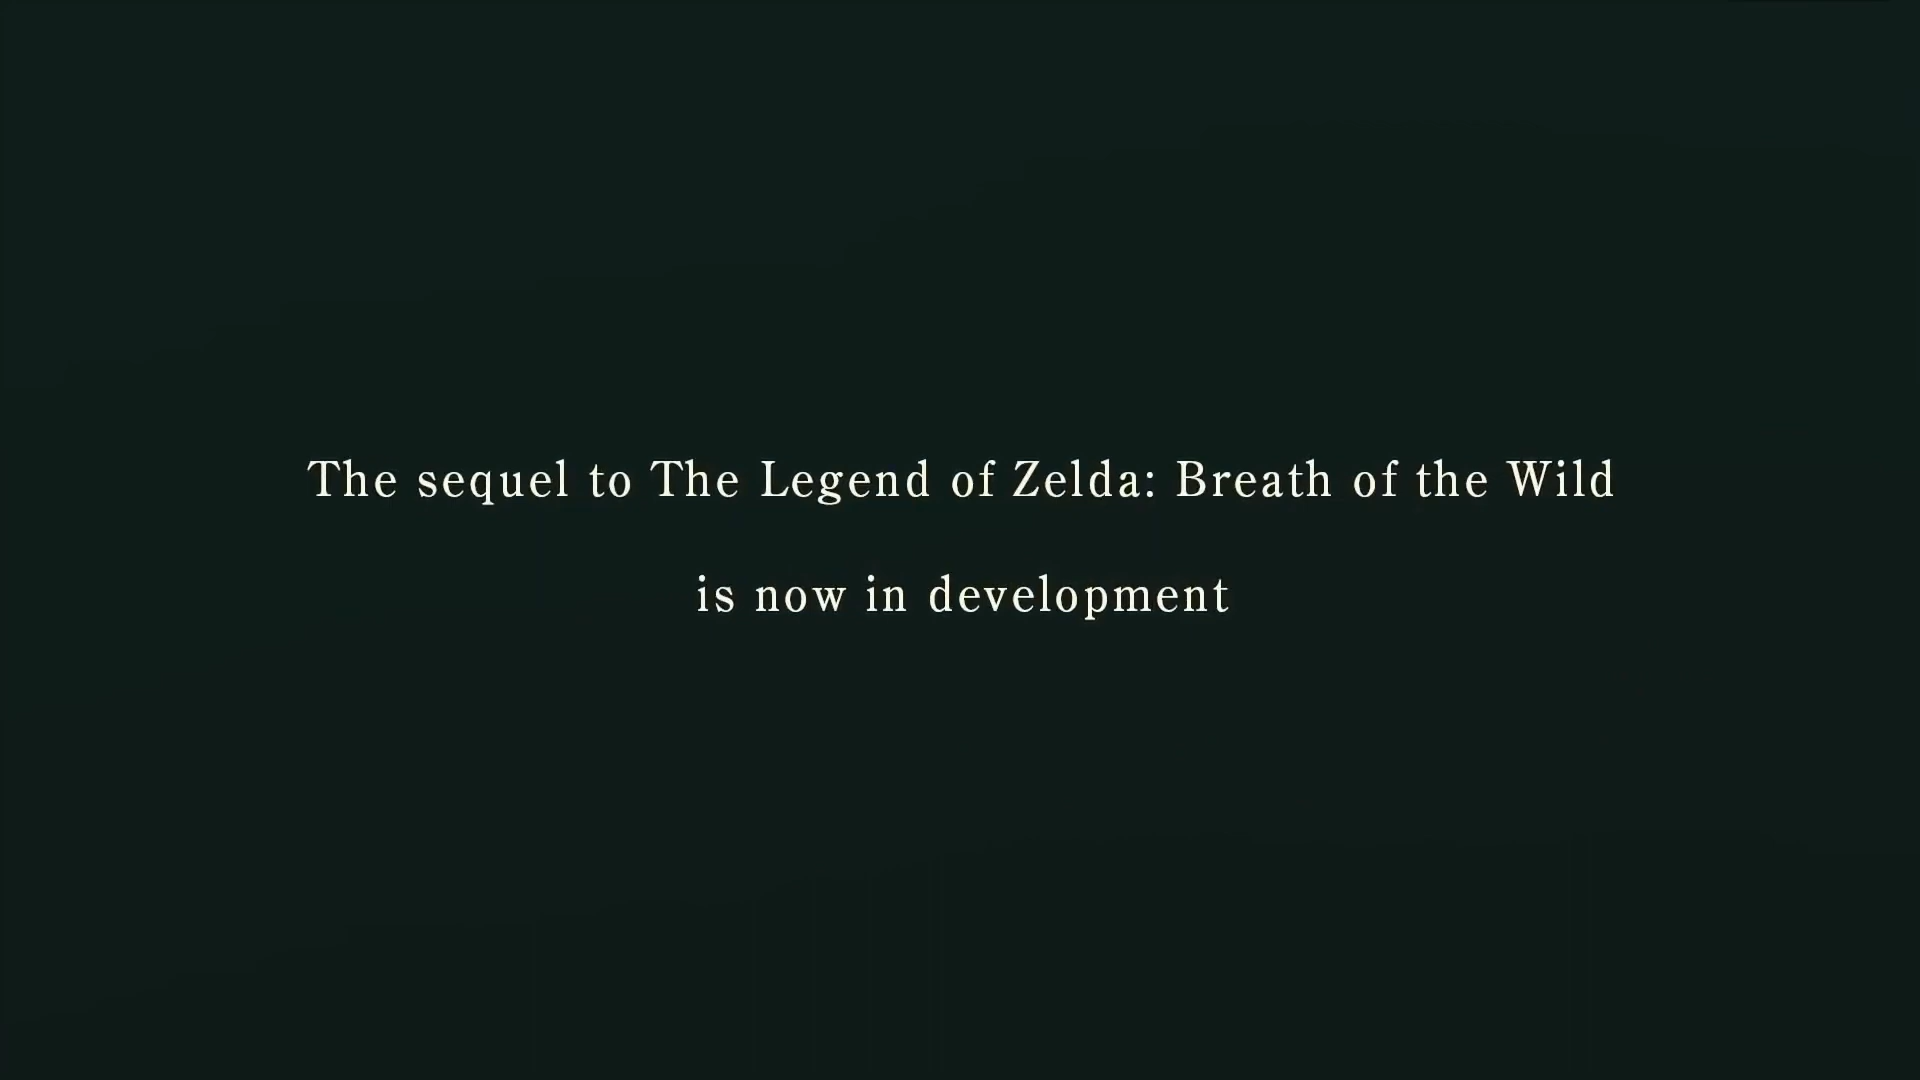 The sequel to The Legend of Zelda: Breath of the Wild
is now in development